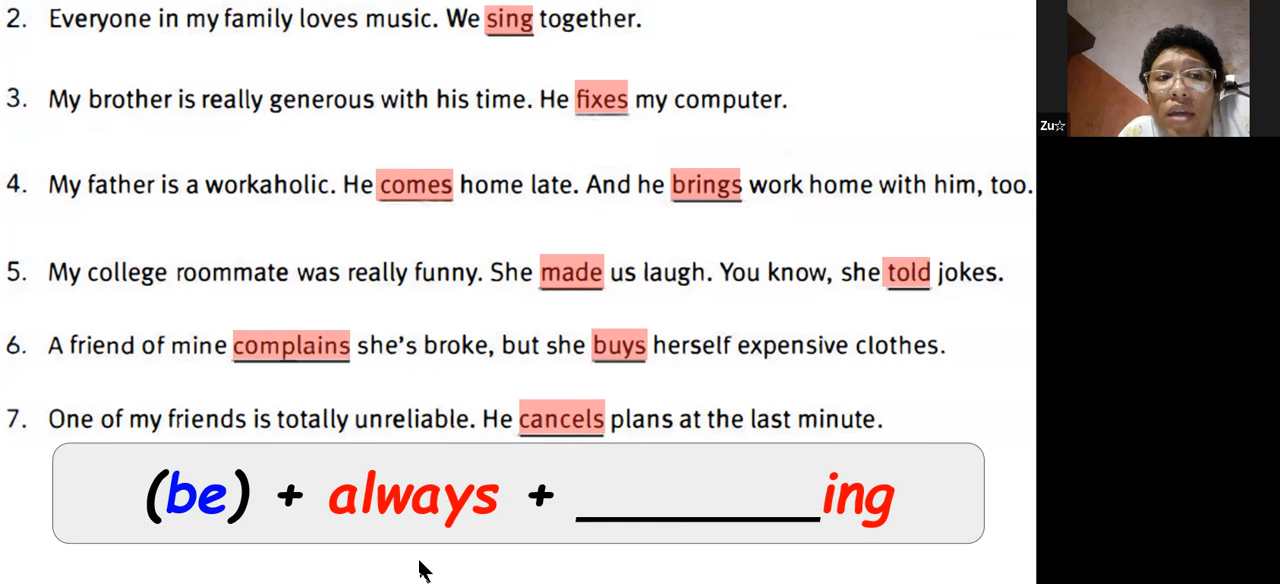 2. Everyone in my family loves music. We sing together.
3. My brother is really generous with his time. He fixes my computer.
4. My father is a workaholic. He comes home late. And he brings work home with him, too.
5. My college roommate was really funny. She made us laugh. You know, she told jokes.
6. A friend of mine complains she's broke, but she buys herself expensive clothes.
7. One of my friends is totally unreliable. He cancels plans at the last minute.
(be) + always + __________ing
Zu☆